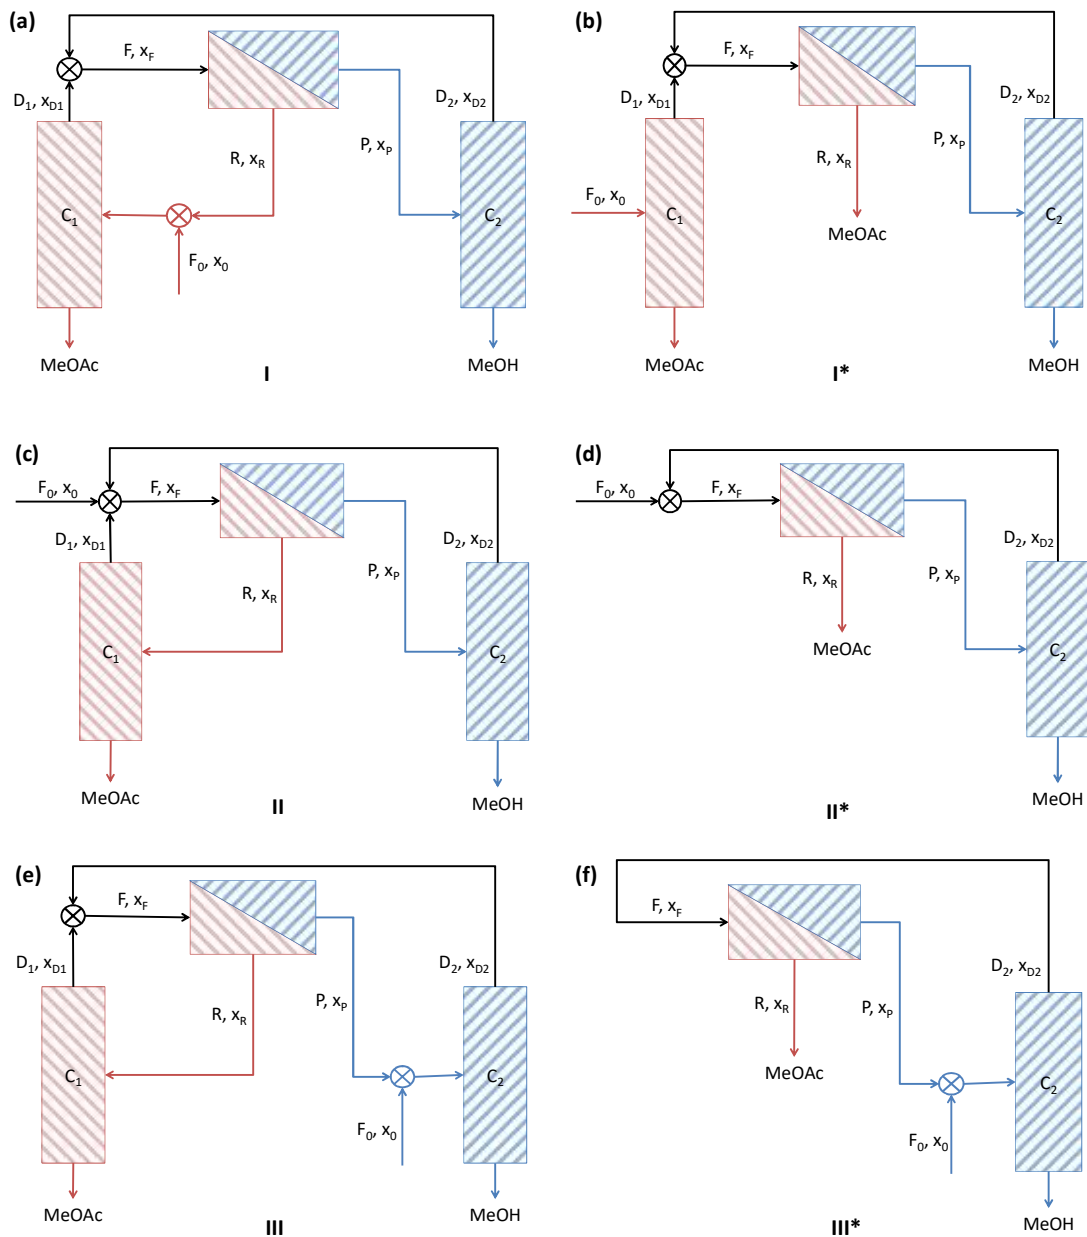 (a)
F, x_F
D_1, x_D1
D_2, x_D2
R, x_R
P, x_P
C_1
C_2
F_0, x_0
MeOAc
MeOH
I
(b)
F, x_F
D_1, x_D1
D_2, x_D2
R, x_R
P, x_P
F_0, x_0
C_1
C_2
MeOAc
MeOAc
MeOH
I*
(c)
F_0, x_0
F, x_F
D_1, x_D1
D_2, x_D2
R, x_R
P, x_P
C_1
C_2
MeOAc
MeOH
II
(d)
F_0, x_0
F, x_F
D_2, x_D2
R, x_R
P, x_P
C_2
MeOAc
MeOH
II*
(e)
F, x_F
D_1, x_D1
D_2, x_D2
R, x_R
P, x_P
C_1
C_2
F_0, x_0
MeOAc
MeOH
III
(f)
F, x_F
D_2, x_D2
R, x_R
P, x_P
MeOAc
C_2
F_0, x_0
MeOH
III*